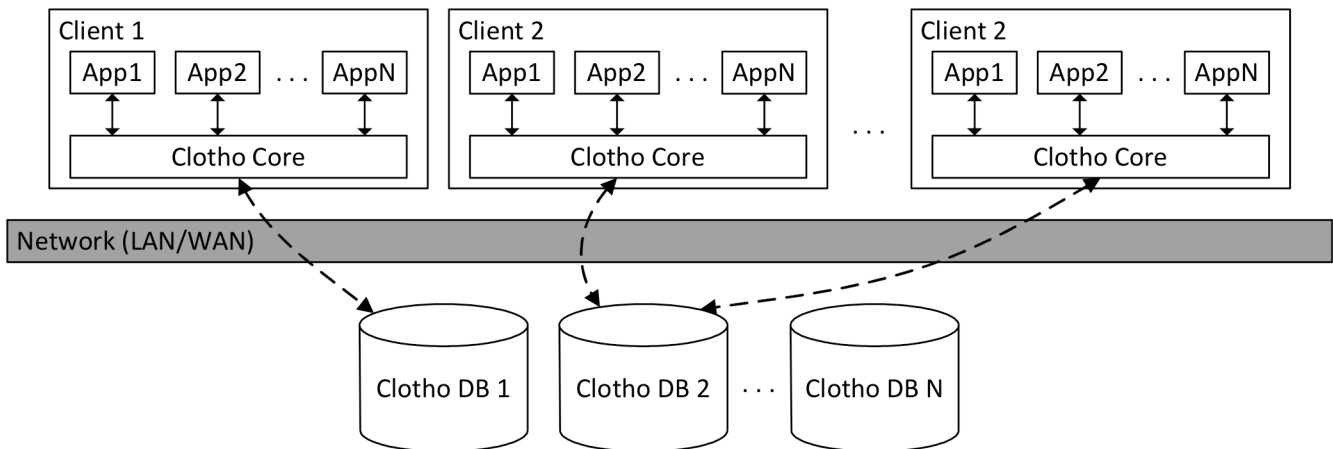 Client 1
App1 App2 . . . AppN
Clotho Core
Client 2
App1 App2 . . . AppN
Clotho Core
. . .
Client 2
App1 App2 . . . AppN
Clotho Core
Network (LAN/WAN)
Clotho DB 1
Clotho DB 2
. . .
Clotho DB N